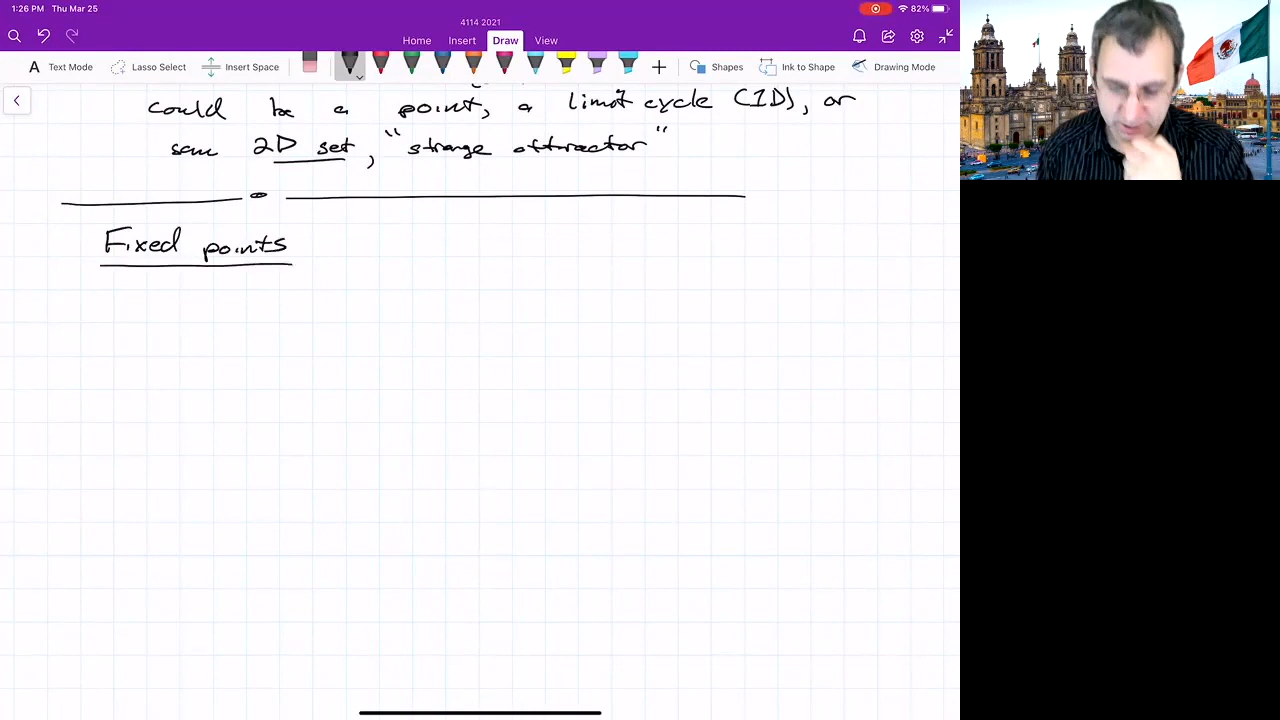 1:26 PM Thu Mar 25
82%
4114 2021
Home Insert Draw View
A Text Mode Lasso Select Insert Space Shapes Ink to Shape Drawing Mode
could be a point, a limit cycle (1D), or
some 2D set, "strange attractor"
Fixed points